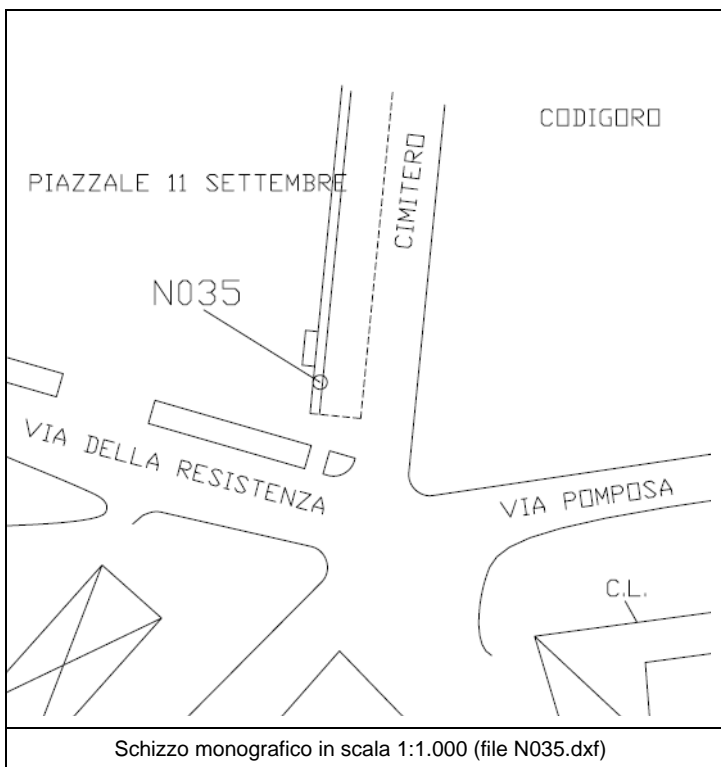 CODIGORO
PIAZZALE 11 SETTEMBRE
CIMITERO
N035
VIA DELLA RESISTENZA
VIA POMPOSA
C.L.
Schizzo monografico in scala 1:1.000 (file N035.dxf)